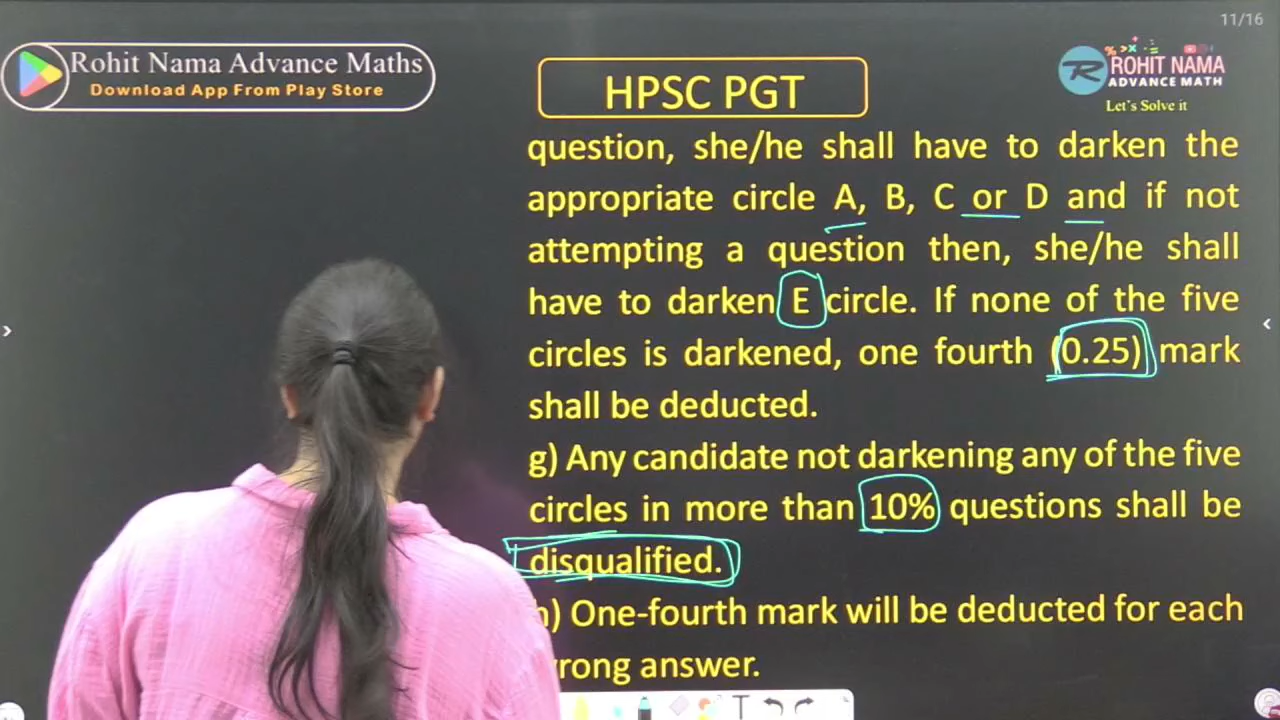 11/16
Rohit Nama Advance Maths
Download App From Play Store
HPSC PGT
ROHIT NAMA
ADVANCE MATH
Let's Solve it
question, she/he shall have to darken the
appropriate circle A, B, C or D and if not
attempting a question then, she/he shall
have to darken E circle. If none of the five
circles is darkened, one fourth (0.25) mark
shall be deducted.
g) Any candidate not darkening any of the five
circles in more than 10% questions shall be
disqualified.
h) One-fourth mark will be deducted for each
wrong answer.
T